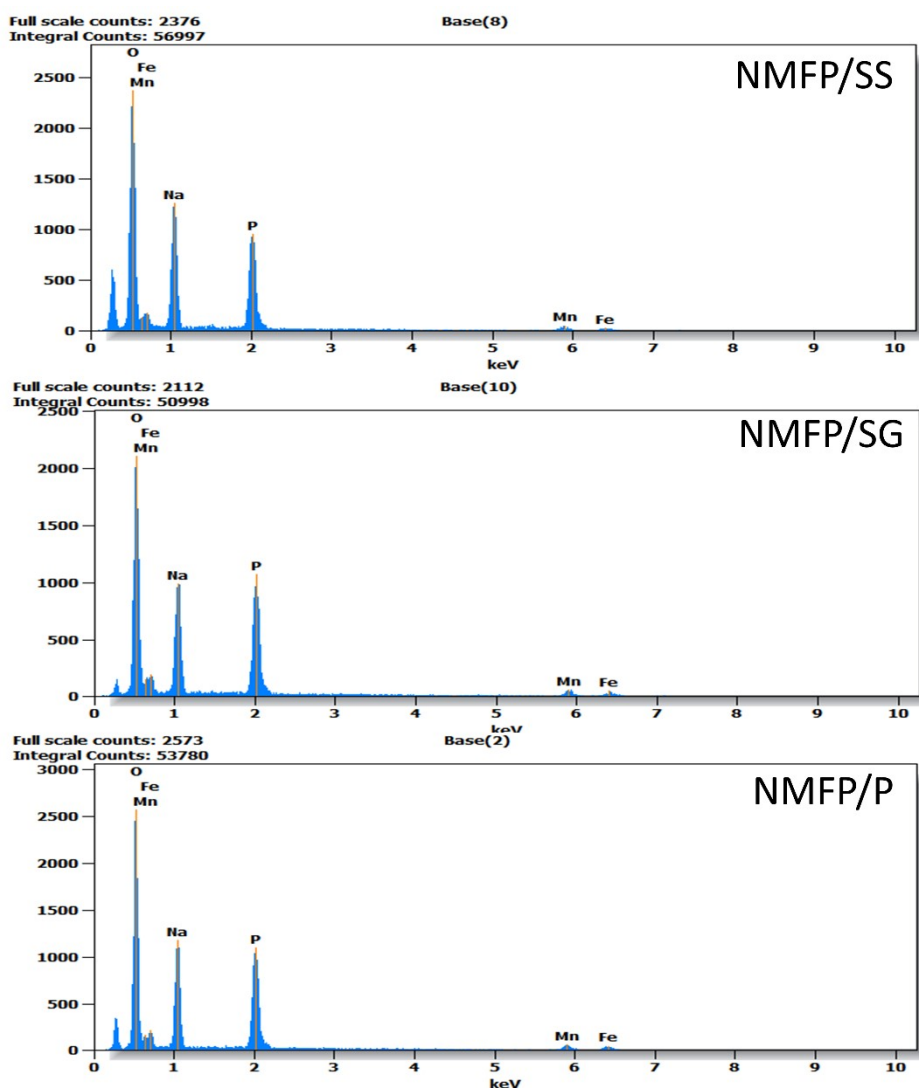 Full scale counts: 2376
Base(8)
Integral Counts: 56997
NMFP/SS
O
Fe
Mn
Na
P
Mn
Fe
2500
2000
1500
1000
500
0
0 1 2 3 4 5 6 7 8 9 10
keV
Full scale counts: 2112
Base(10)
Integral Counts: 50998
NMFP/SG
O
Fe
Mn
Na
P
Mn
Fe
2500
2000
1500
1000
500
0
0 1 2 3 4 5 6 7 8 9 10
keV
Full scale counts: 2573
Base(2)
Integral Counts: 53780
NMFP/P
O
Fe
Mn
Na
P
Mn
Fe
3000
2500
2000
1500
1000
500
0
0 1 2 3 4 5 6 7 8 9 10
keV